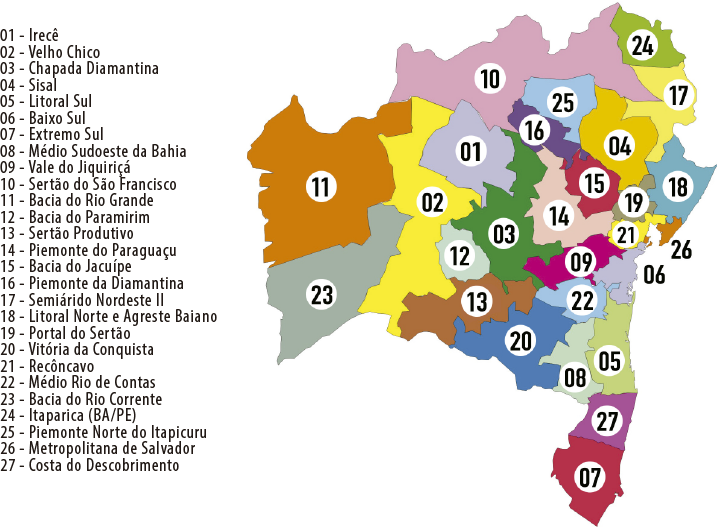 01 - Irecê
02 - Velho Chico
03 - Chapada Diamantina
04 - Sisal
05 - Litoral Sul
06 - Baixo Sul
07 - Extremo Sul
08 - Médio Sudoeste da Bahia
09 - Vale do Jiquiriçá
10 - Sertão do São Francisco
11 - Bacia do Rio Grande
12 - Bacia do Paramirim
13 - Sertão Produtivo
14 - Piemonte do Paraguaçu
15 - Bacia do Jacuípe
16 - Piemonte da Diamantina
17 - Semiárido Nordeste II
18 - Litoral Norte e Agreste Baiano
19 - Portal do Sertão
20 - Vitória da Conquista
21 - Recôncavo
22 - Médio Rio de Contas
23 - Bacia do Rio Corrente
24 - Itaparica (BA/PE)
25 - Piemonte Norte do Itapicuru
26 - Metropolitana de Salvador
27 - Costa do Descobrimento
24
10
17
25
16
04
01
11
15
18
02
19
14
03
21
26
12
09
06
23
13
22
20
05
08
27
07